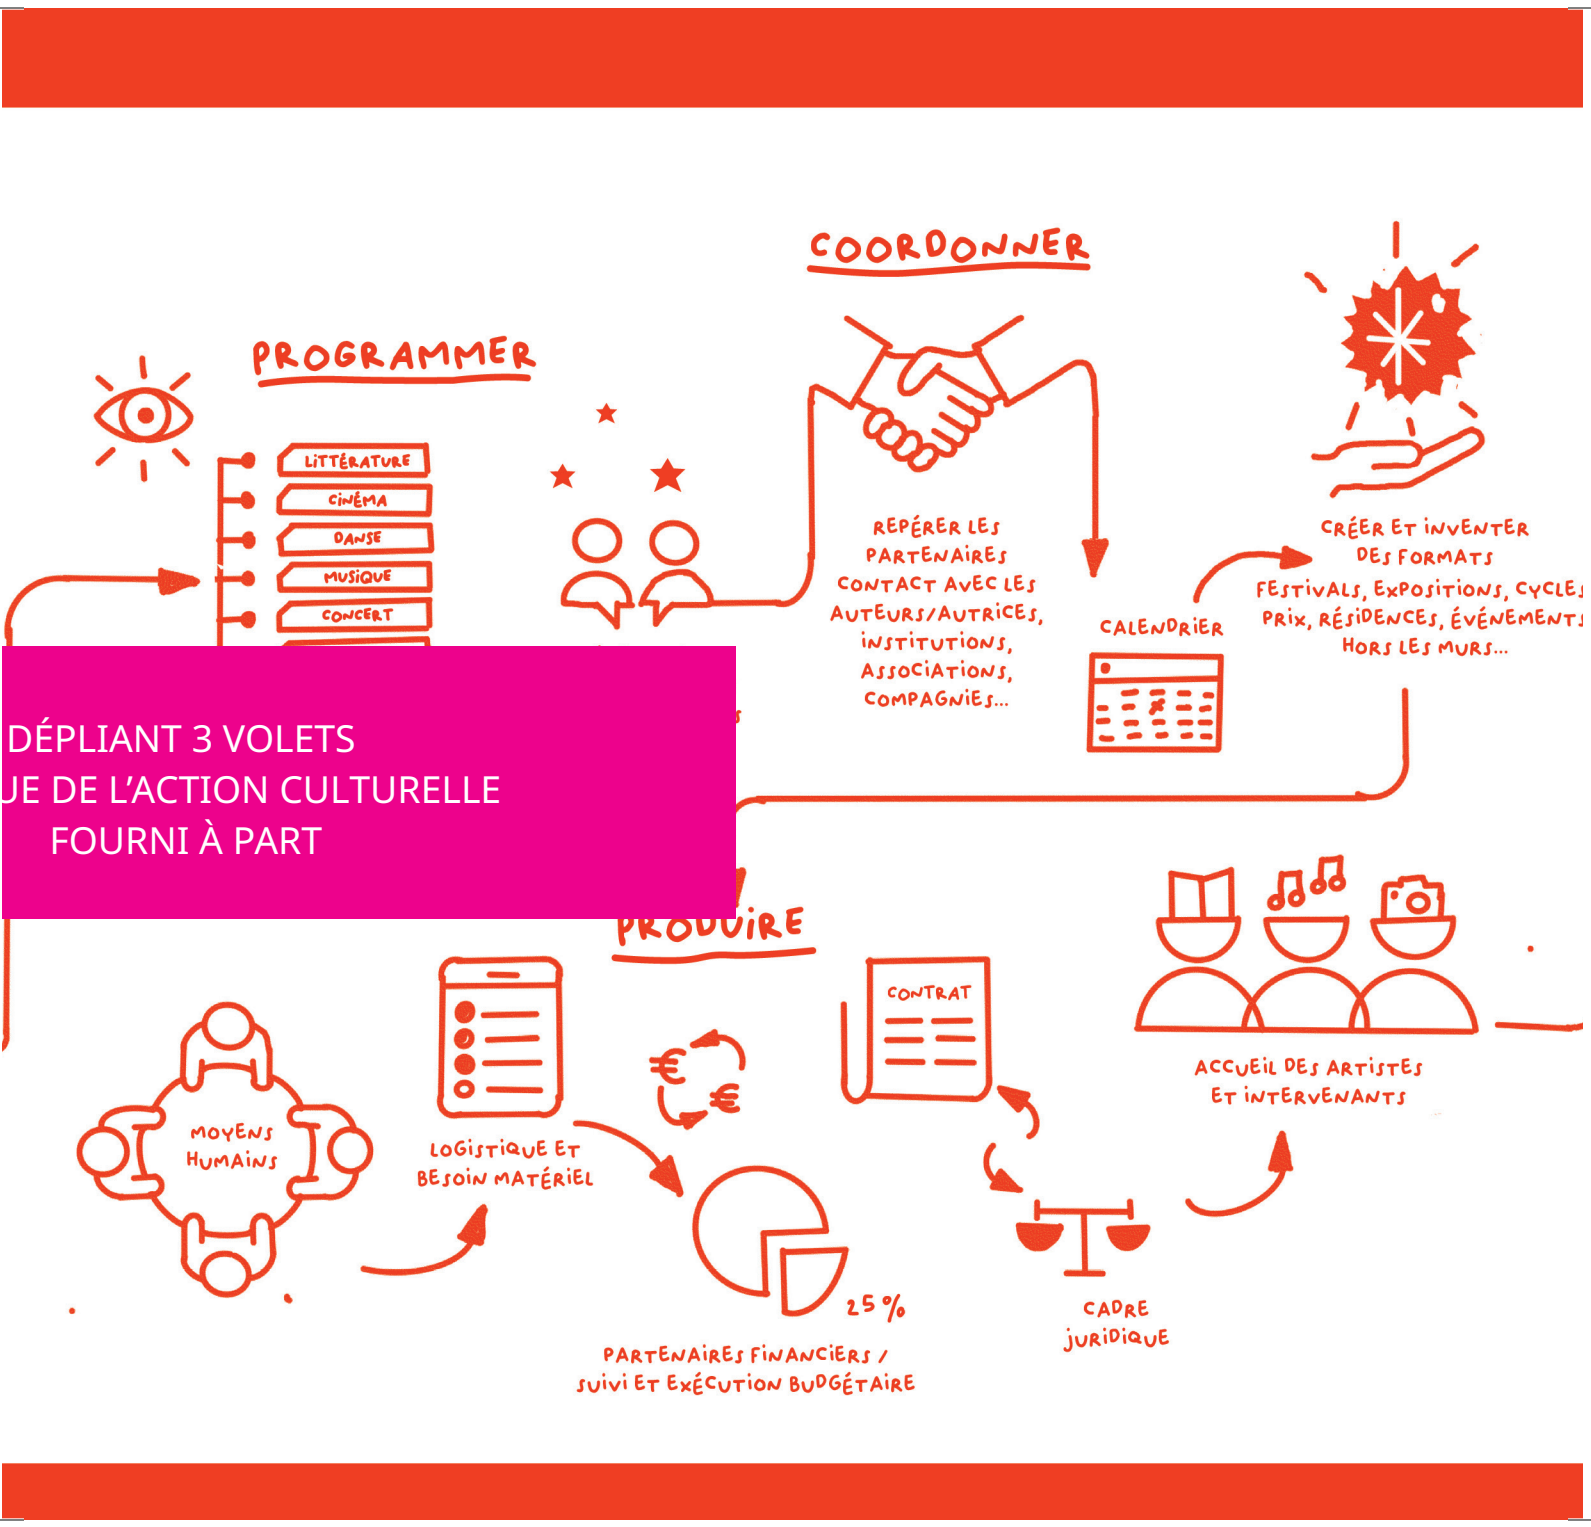 COORDONNER
PROGRAMMER
LITTÉRATURE
CINÉMA
DANSE
MUSIQUE
CONCERT
REPÉRER LES
PARTENAIRES
CONTACT AVEC LES
AUTEURS/AUTRICES,
INSTITUTIONS,
ASSOCIATIONS,
COMPAGNIES...
CALENDRIER
CRÉER ET INVENTER
DES FORMATS
FESTIVALS, EXPOSITIONS, CYCLES
PRIX, RÉSIDENCES, ÉVÉNEMENTS
HORS LES MURS...
DÉPLIANT 3 VOLETS
UE DE L’ACTION CULTURELLE
FOURNI À PART
PRODUIRE
MOYENS
HUMAINS
LOGISTIQUE ET
BESOIN MATÉRIEL
25%
PARTENAIRES FINANCIERS /
SUIVI ET EXÉCUTION BUDGÉTAIRE
CONTRAT
CADRE
JURIDIQUE
ACCUEIL DES ARTISTES
ET INTERVENANTS